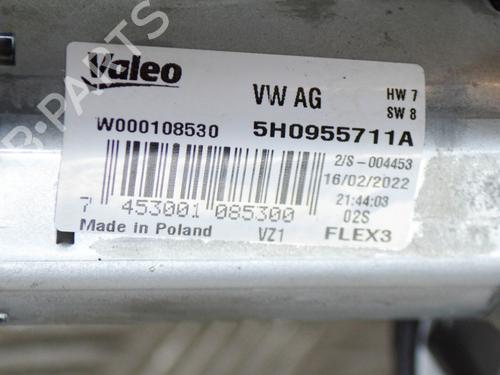 Valeo
VW AG
HW 7
SW 8
W000108530
5H0955711A
2/S-004453
16/02/2022
21:44:03
02S
7 453001 085300
Made in Poland
VZ1
FLEX3
B-PARTS